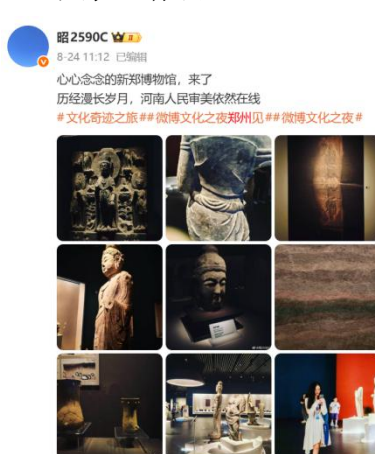 昭2590C
8-24 11:12 已编辑
心心念念的新郑博物馆，来了
历经漫长岁月，河南人民审美依然在线
#文化奇迹之旅##微博文化之夜郑州见##微博文化之夜#